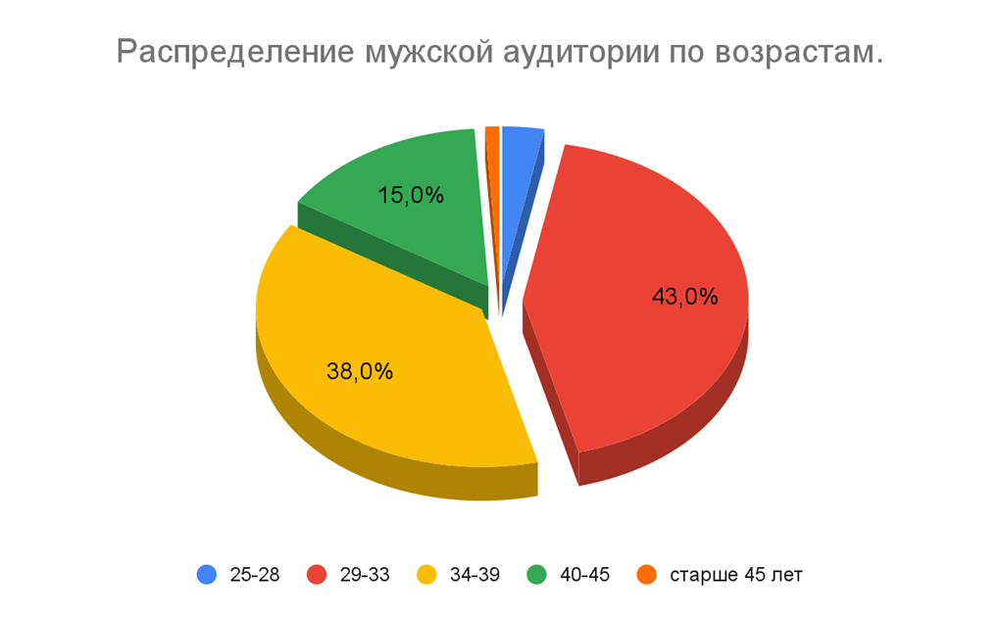 Распределение мужской аудитории по возрастам.
15,0%
43,0%
38,0%
25-28 29-33 34-39 40-45 старше 45 лет